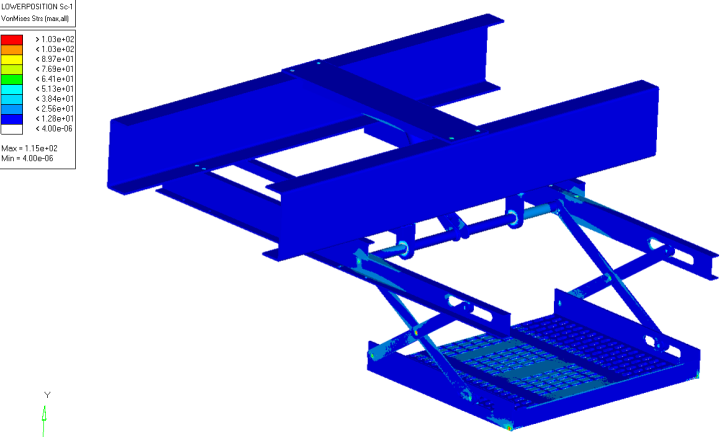 LOWERPOSITION Sc-1
VonMises Strs (max,all)
> 1.03e+02
< 1.03e+02
< 8.97e+01
< 7.69e+01
< 6.41e+01
< 5.13e+01
< 3.84e+01
< 2.56e+01
< 1.28e+01
< 4.00e-06
Max = 1.15e+02
Min = 4.00e-06
Y